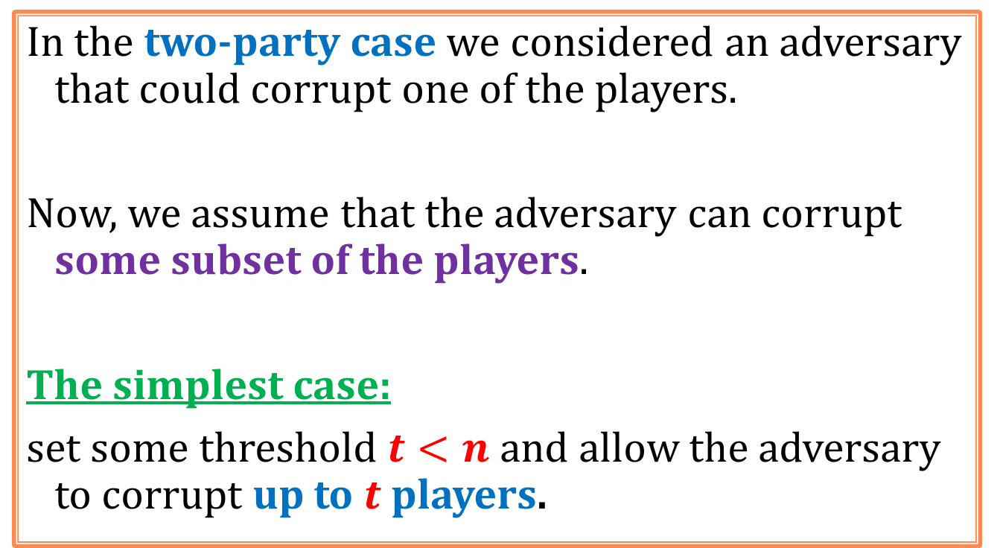 In the two-party case we considered an adversary
that could corrupt one of the players.
Now, we assume that the adversary can corrupt
some subset of the players.
The simplest case:
set some threshold t < n and allow the adversary
to corrupt up to t players.